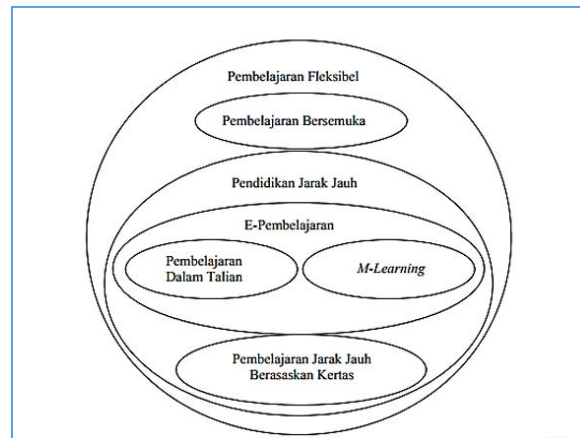 Pembelajaran Fleksibel
Pembelajaran Bersemuka
Pendidikan Jarak Jauh
E-Pembelajaran
Pembelajaran
Dalam Talian
M-Learning
Pembelajaran Jarak Jauh
Berasaskan Kertas